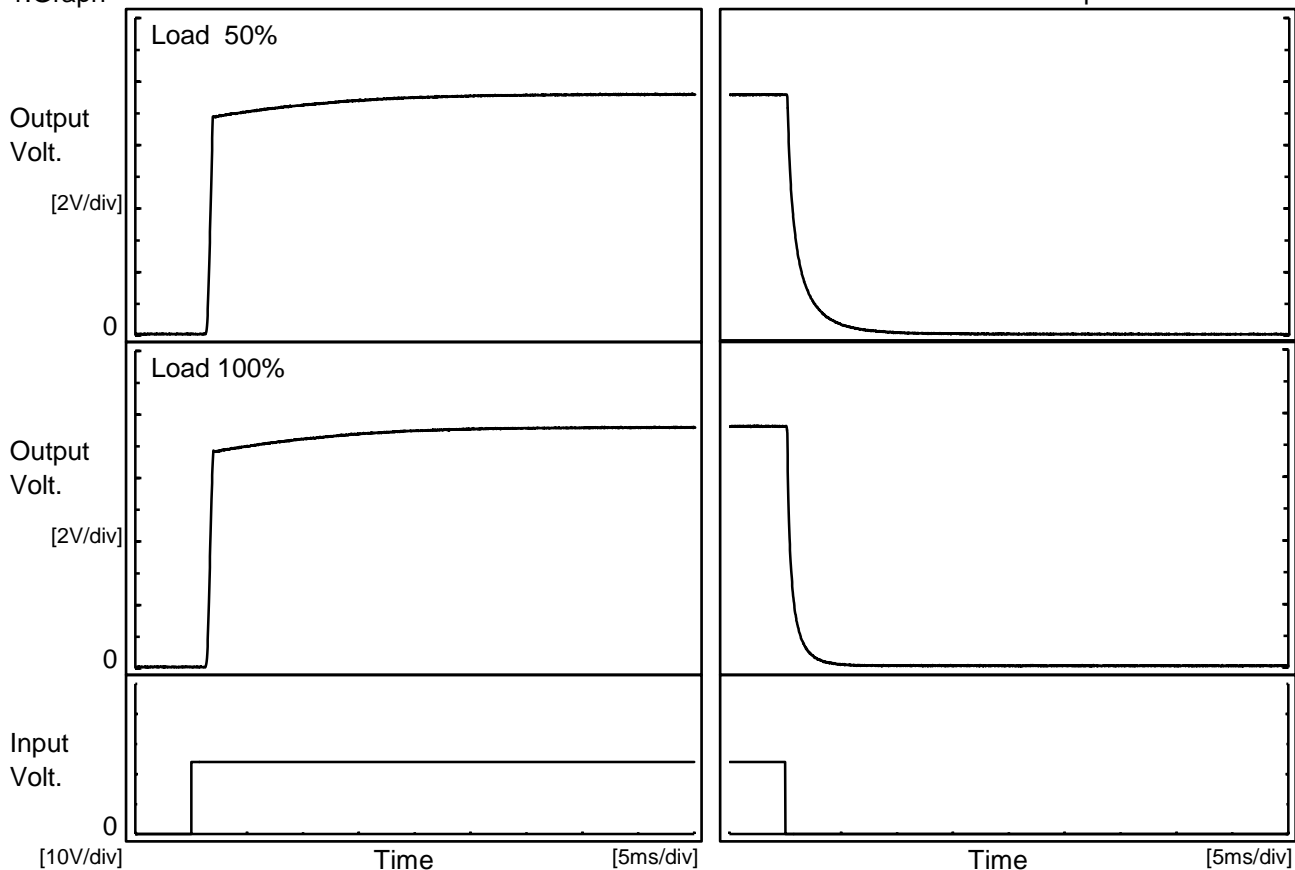 Load 50%
Output
Volt.
[2V/div]
0
Load 100%
Output
Volt.
[2V/div]
0
Input
Volt.
0
[10V/div]
Time
[5ms/div]
Time
[5ms/div]